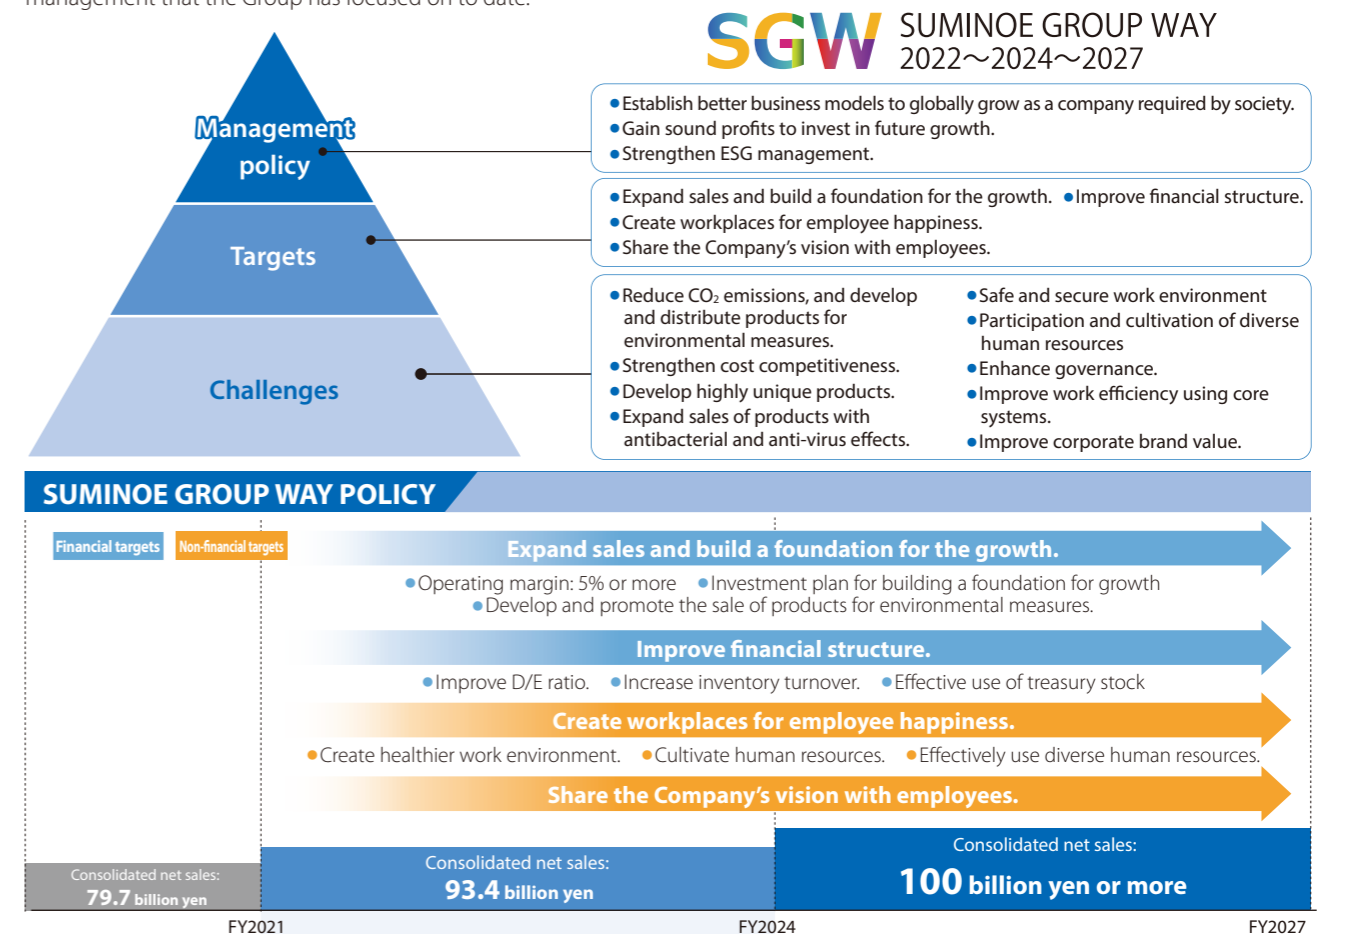 management that the Group has focused on to date.
SGW SUMINOE GROUP WAY
2022～2024～2027
Management
policy
• Establish better business models to globally grow as a company required by society.
• Gain sound profits to invest in future growth.
• Strengthen ESG management.
Targets
• Expand sales and build a foundation for the growth. • Improve financial structure.
• Create workplaces for employee happiness.
• Share the Company's vision with employees.
Challenges
• Reduce CO₂ emissions, and develop
and distribute products for
environmental measures.
• Strengthen cost competitiveness.
• Develop highly unique products.
• Expand sales of products with
antibacterial and anti-virus effects.
• Safe and secure work environment
• Participation and cultivation of diverse
human resources
• Enhance governance.
• Improve work efficiency using core
systems.
• Improve corporate brand value.
SUMINOE GROUP WAY POLICY
Financial targets Non-financial targets
Expand sales and build a foundation for the growth.
• Operating margin: 5% or more • Investment plan for building a foundation for growth
• Develop and promote the sale of products for environmental measures.
Improve financial structure.
• Improve D/E ratio. • Increase inventory turnover. • Effective use of treasury stock
Create workplaces for employee happiness.
• Create healthier work environment. • Cultivate human resources. • Effectively use diverse human resources.
Share the Company's vision with employees.
Consolidated net sales:
79.7 billion yen
Consolidated net sales:
93.4 billion yen
Consolidated net sales:
100 billion yen or more
FY2021 FY2024 FY2027